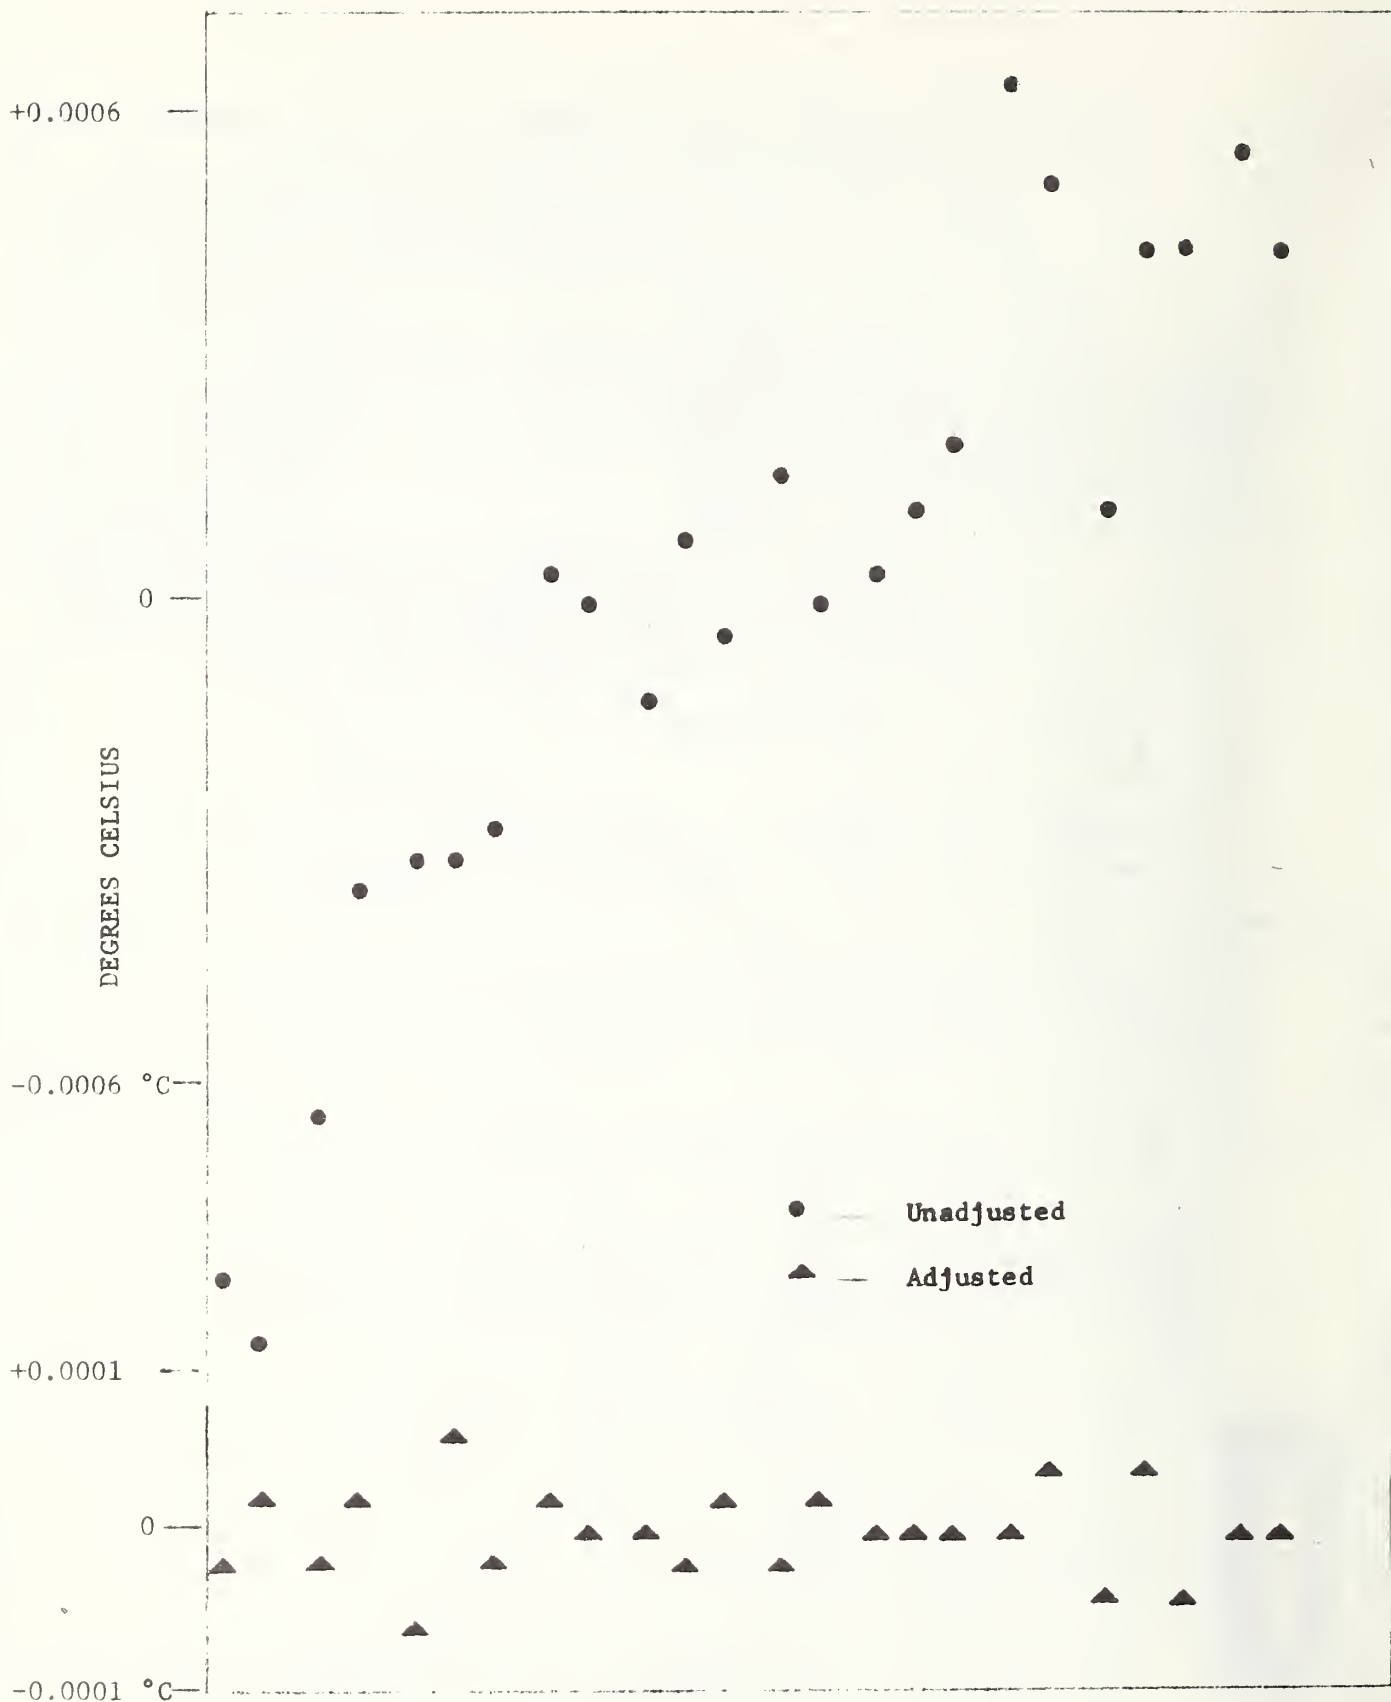 +0.0006
0
DEGREES CELSIUS
-0.0006 °C
Unadjusted
Adjusted
+0.0001
0
-0.0001 °C